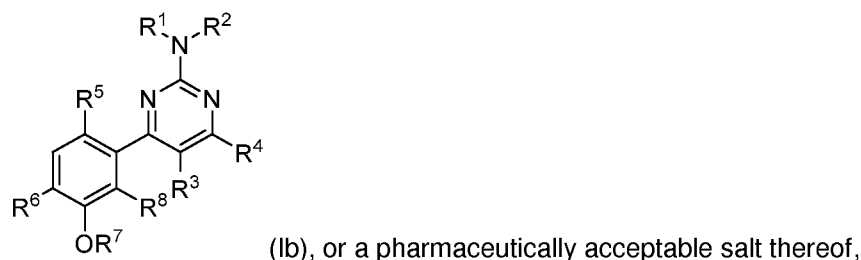 R¹ R²
N
R⁵ N N
R⁴
R³
R⁶ R⁸
OR⁷ (Ib), or a pharmaceutically acceptable salt thereof,